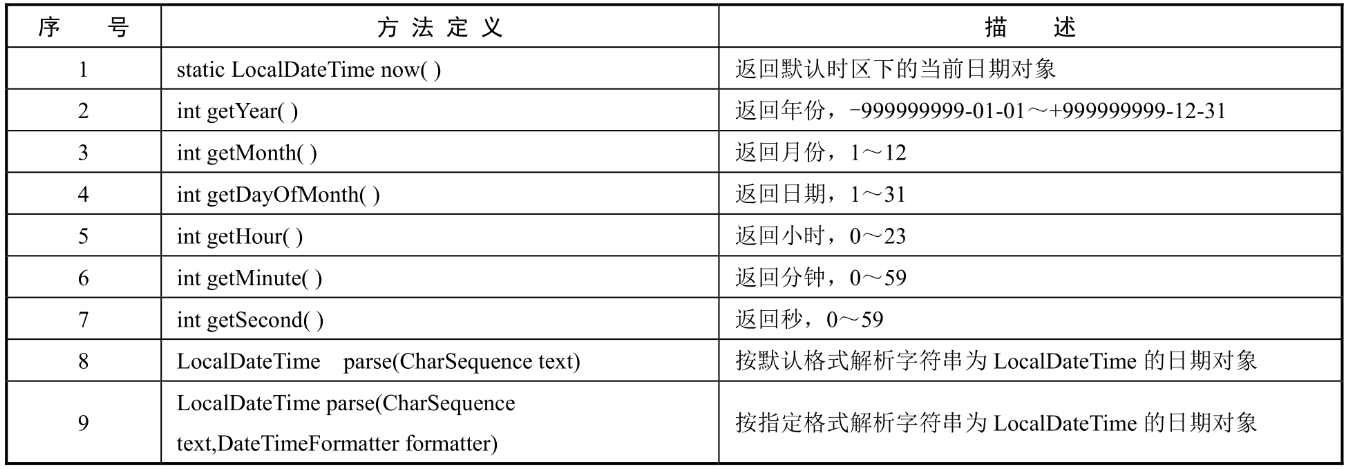 序 号 方 法 定 义 描 述
1 static LocalDateTime now( ) 返回默认时区下的当前日期对象
2 int getYear( ) 返回年份，-999999999-01-01～+999999999-12-31
3 int getMonth( ) 返回月份，1～12
4 int getDayOfMonth( ) 返回日期，1～31
5 int getHour( ) 返回小时，0～23
6 int getMinute( ) 返回分钟，0～59
7 int getSecond( ) 返回秒，0～59
8 LocalDateTime parse(CharSequence text) 按默认格式解析字符串为 LocalDateTime 的日期对象
9 LocalDateTime parse(CharSequence
text,DateTimeFormatter formatter) 按指定格式解析字符串为 LocalDateTime 的日期对象